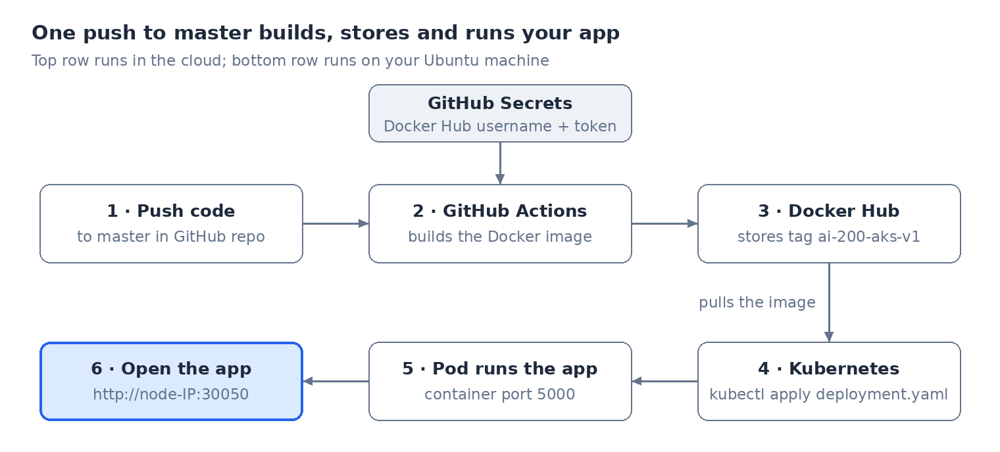 One push to master builds, stores and runs your app
Top row runs in the cloud; bottom row runs on your Ubuntu machine
GitHub Secrets
Docker Hub username + token
1 · Push code
to master in GitHub repo
2 · GitHub Actions
builds the Docker image
3 · Docker Hub
stores tag ai-200-aks-v1
pulls the image
4 · Kubernetes
kubectl apply deployment.yaml
5 · Pod runs the app
container port 5000
6 · Open the app
http://node-IP:30050